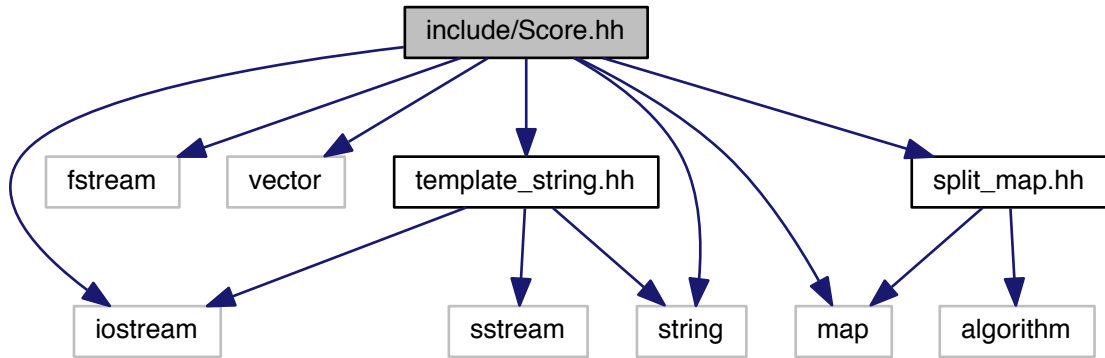 include/Score.hh
fstream
vector
template_string.hh
split_map.hh
iostream
sstream
string
map
algorithm